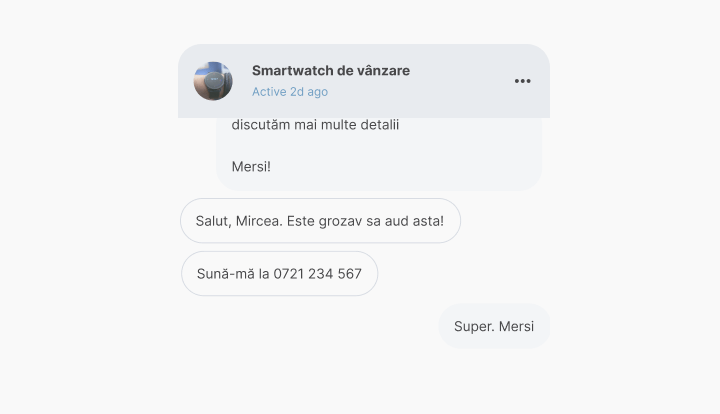 Smartwatch de vânzare
Active 2d ago
discutăm mai multe detalii
Mersi!
Salut, Mircea. Este grozav sa aud asta!
Sună-mă la 0721 234 567
Super. Mersi